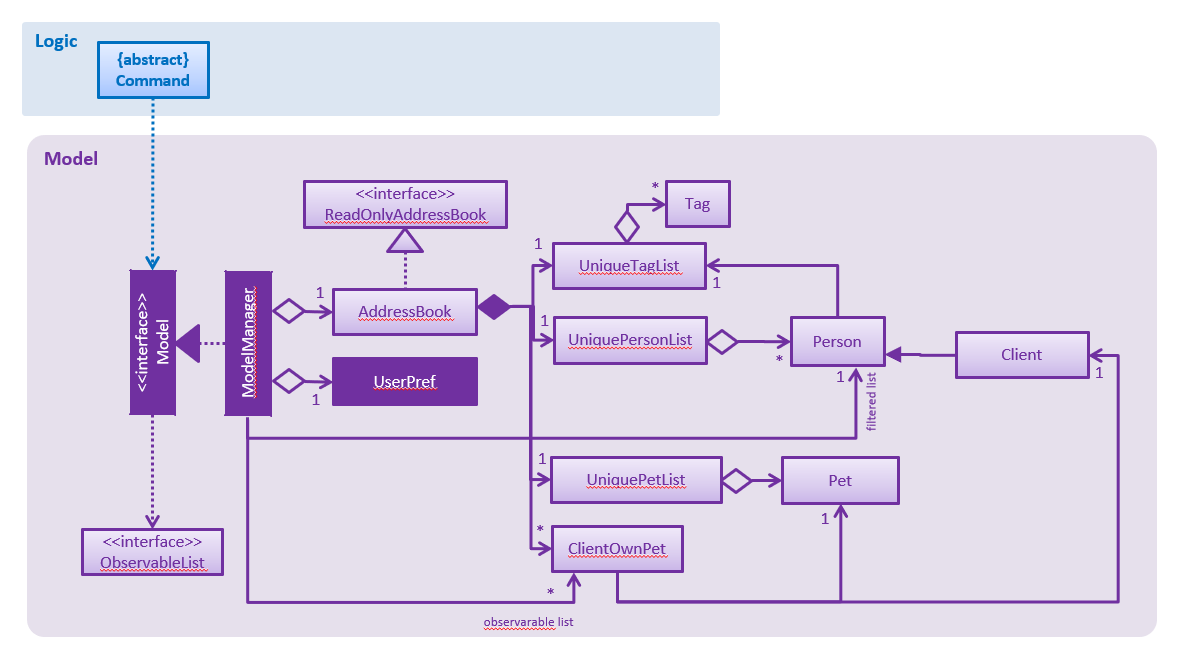 Logic
{abstract}
Command
Model
<<interface>>
ReadOnlyAddressBook
*
Tag
1
UniqueTagList
1
<<interface>>
Model
ModelManager
1
AddressBook
1
UniquePersonList
*
Person
1
filtered list
Client
1
UserPref
1
1
UniquePetList
Pet
1
*
ClientOwnPet
<<interface>>
ObservableList
*
observarable list